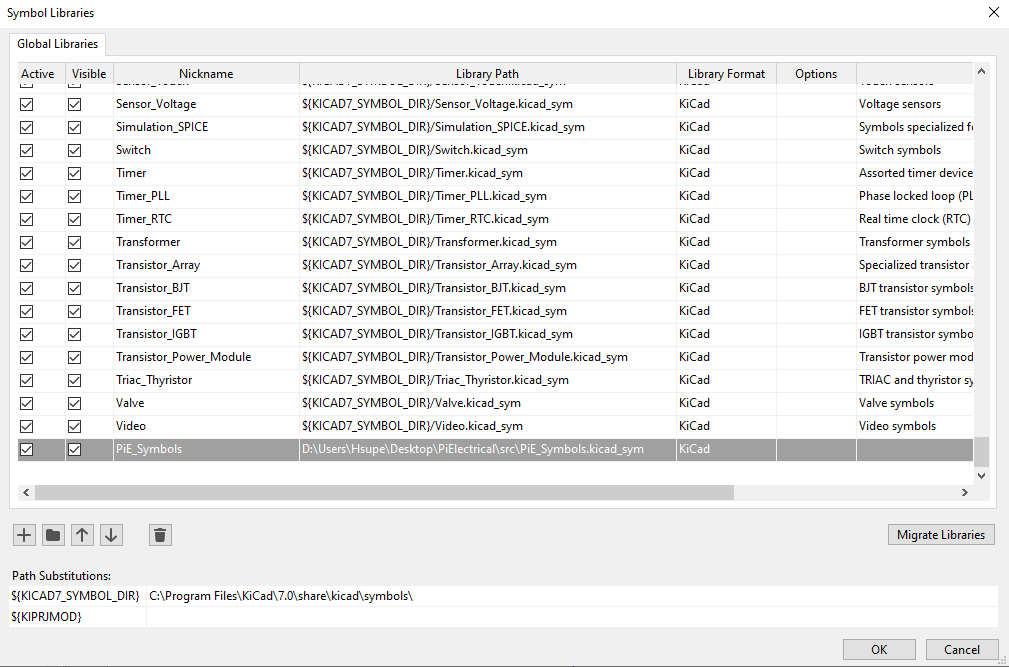 Symbol Libraries
Global Libraries
Active Visible Nickname Library Path Library Format Options
Sensor_Voltage ${KICAD7_SYMBOL_DIR}/Sensor_Voltage.kicad_sym KiCad Voltage sensors
Simulation_SPICE ${KICAD7_SYMBOL_DIR}/Simulation_SPICE.kicad_sym KiCad Symbols specialized f
Switch ${KICAD7_SYMBOL_DIR}/Switch.kicad_sym KiCad Switch symbols
Timer ${KICAD7_SYMBOL_DIR}/Timer.kicad_sym KiCad Assorted timer device
Timer_PLL ${KICAD7_SYMBOL_DIR}/Timer_PLL.kicad_sym KiCad Phase locked loop (PL
Timer_RTC ${KICAD7_SYMBOL_DIR}/Timer_RTC.kicad_sym KiCad Real time clock (RTC)
Transformer ${KICAD7_SYMBOL_DIR}/Transformer.kicad_sym KiCad Transformer symbols
Transistor_Array ${KICAD7_SYMBOL_DIR}/Transistor_Array.kicad_sym KiCad Specialized transistor
Transistor_BJT ${KICAD7_SYMBOL_DIR}/Transistor_BJT.kicad_sym KiCad BJT transistor symbols
Transistor_FET ${KICAD7_SYMBOL_DIR}/Transistor_FET.kicad_sym KiCad FET transistor symbols
Transistor_IGBT ${KICAD7_SYMBOL_DIR}/Transistor_IGBT.kicad_sym KiCad IGBT transistor symbo
Transistor_Power_Module ${KICAD7_SYMBOL_DIR}/Transistor_Power_Module.kicad_sym KiCad Transistor power mod
Triac_Thyristor ${KICAD7_SYMBOL_DIR}/Triac_Thyristor.kicad_sym KiCad TRIAC and thyristor sy
Valve ${KICAD7_SYMBOL_DIR}/Valve.kicad_sym KiCad Valve symbols
Video ${KICAD7_SYMBOL_DIR}/Video.kicad_sym KiCad Video symbols
PiE_Symbols D:\Users\Hsupe\Desktop\PiElectrical\src\PiE_Symbols.kicad_sym KiCad
Migrate Libraries
Path Substitutions:
${KICAD7_SYMBOL_DIR} C:\Program Files\KiCad\7.0\share\kicad\symbols\
${KIPRJMOD}
OK Cancel